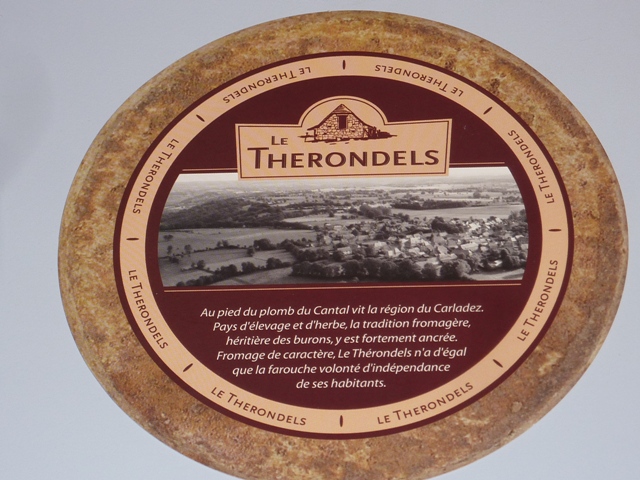 LE
THERONDELS
Au pied du plomb du Cantal vit la région du Carladez.
Pays d'élevage et d'herbe, la tradition fromagère,
héritière des burons, y est fortement ancrée.
Fromage de caractère, Le Thérondels n'a d'égal
que la farouche volonté d'indépendance
de ses habitants.
LE THERONDELS
LE THERONDELS
LE THERONDELS
LE THERONDELS
LE THERONDELS
LE THERONDELS
LE THERONDELS
LE THERONDELS